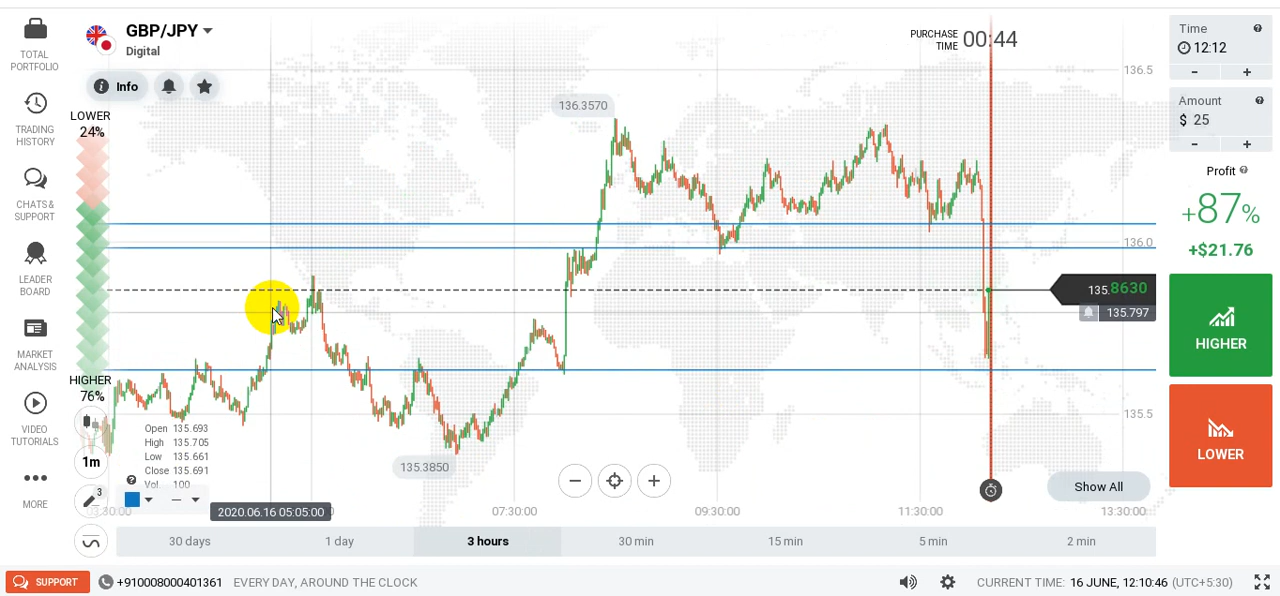 TOTAL
PORTFOLIO
TRADING
HISTORY
CHATS &
SUPPORT
LEADER
BOARD
MARKET
ANALYSIS
VIDEO
TUTORIALS
MORE
GBP/JPY
Digital
Info
LOWER
24%
HIGHER
76%
1m
3
Open 135.693
High 135.705
Low 135.661
Close 135.691
Vol. 100
2020.06.16 05:05:00
136.3570
135.3850
PURCHASE
TIME 00:44
136.5
136.0
135.8630
135.797
135.5
Show All
07:30:00 09:30:00 11:30:00 13:30:00
30 days 1 day 3 hours 30 min 15 min 5 min 2 min
Time
12:12
- +
Amount
$ 25
- +
Profit
+87%
+$21.76
HIGHER
LOWER
SUPPORT +910008000401361 EVERY DAY, AROUND THE CLOCK
CURRENT TIME: 16 JUNE, 12:10:46 (UTC+5:30)